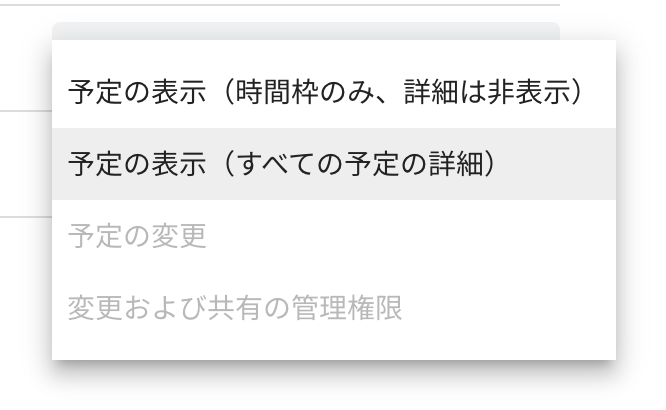 予定の表示（時間枠のみ、詳細は非表示）
予定の表示（すべての予定の詳細）
予定の変更
変更および共有の管理権限